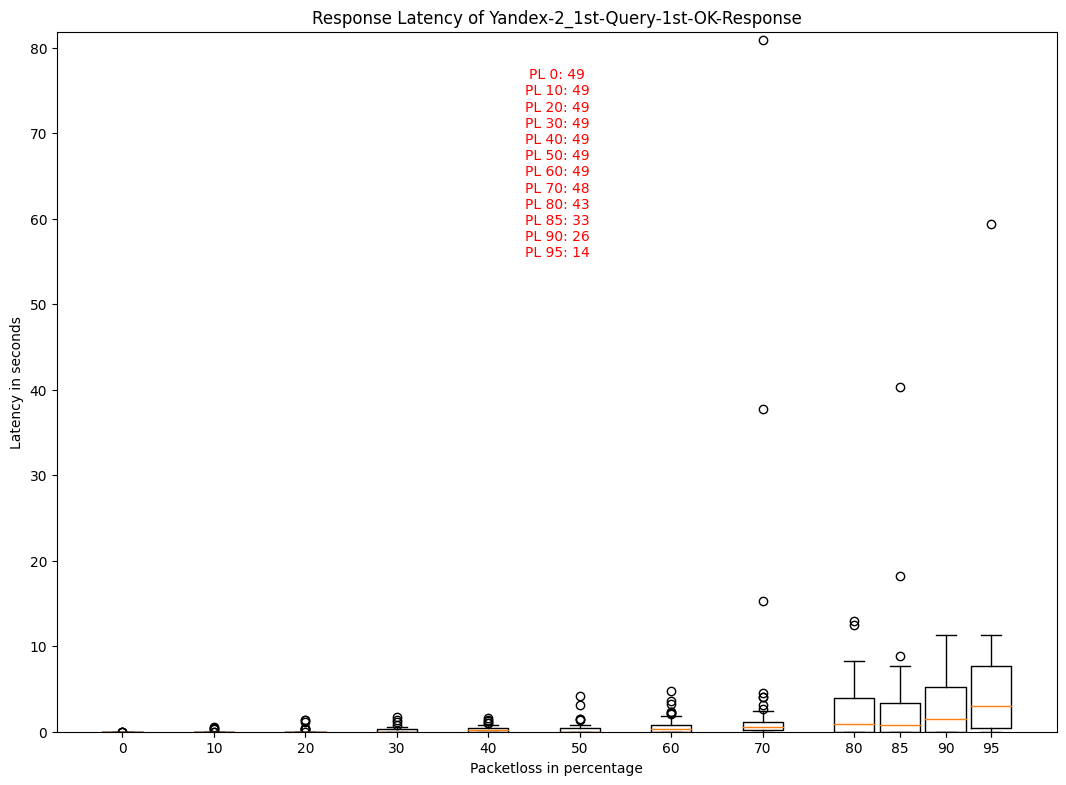 Response Latency of Yandex-2_1st-Query-1st-OK-Response
80
70
60
50
40
30
20
10
0
Latency in seconds
PL 0: 49
PL 10: 49
PL 20: 49
PL 30: 49
PL 40: 49
PL 50: 49
PL 60: 49
PL 70: 48
PL 80: 43
PL 85: 33
PL 90: 26
PL 95: 14
0 10 20 30 40 50 60 70 80 85 90 95
Packetloss in percentage